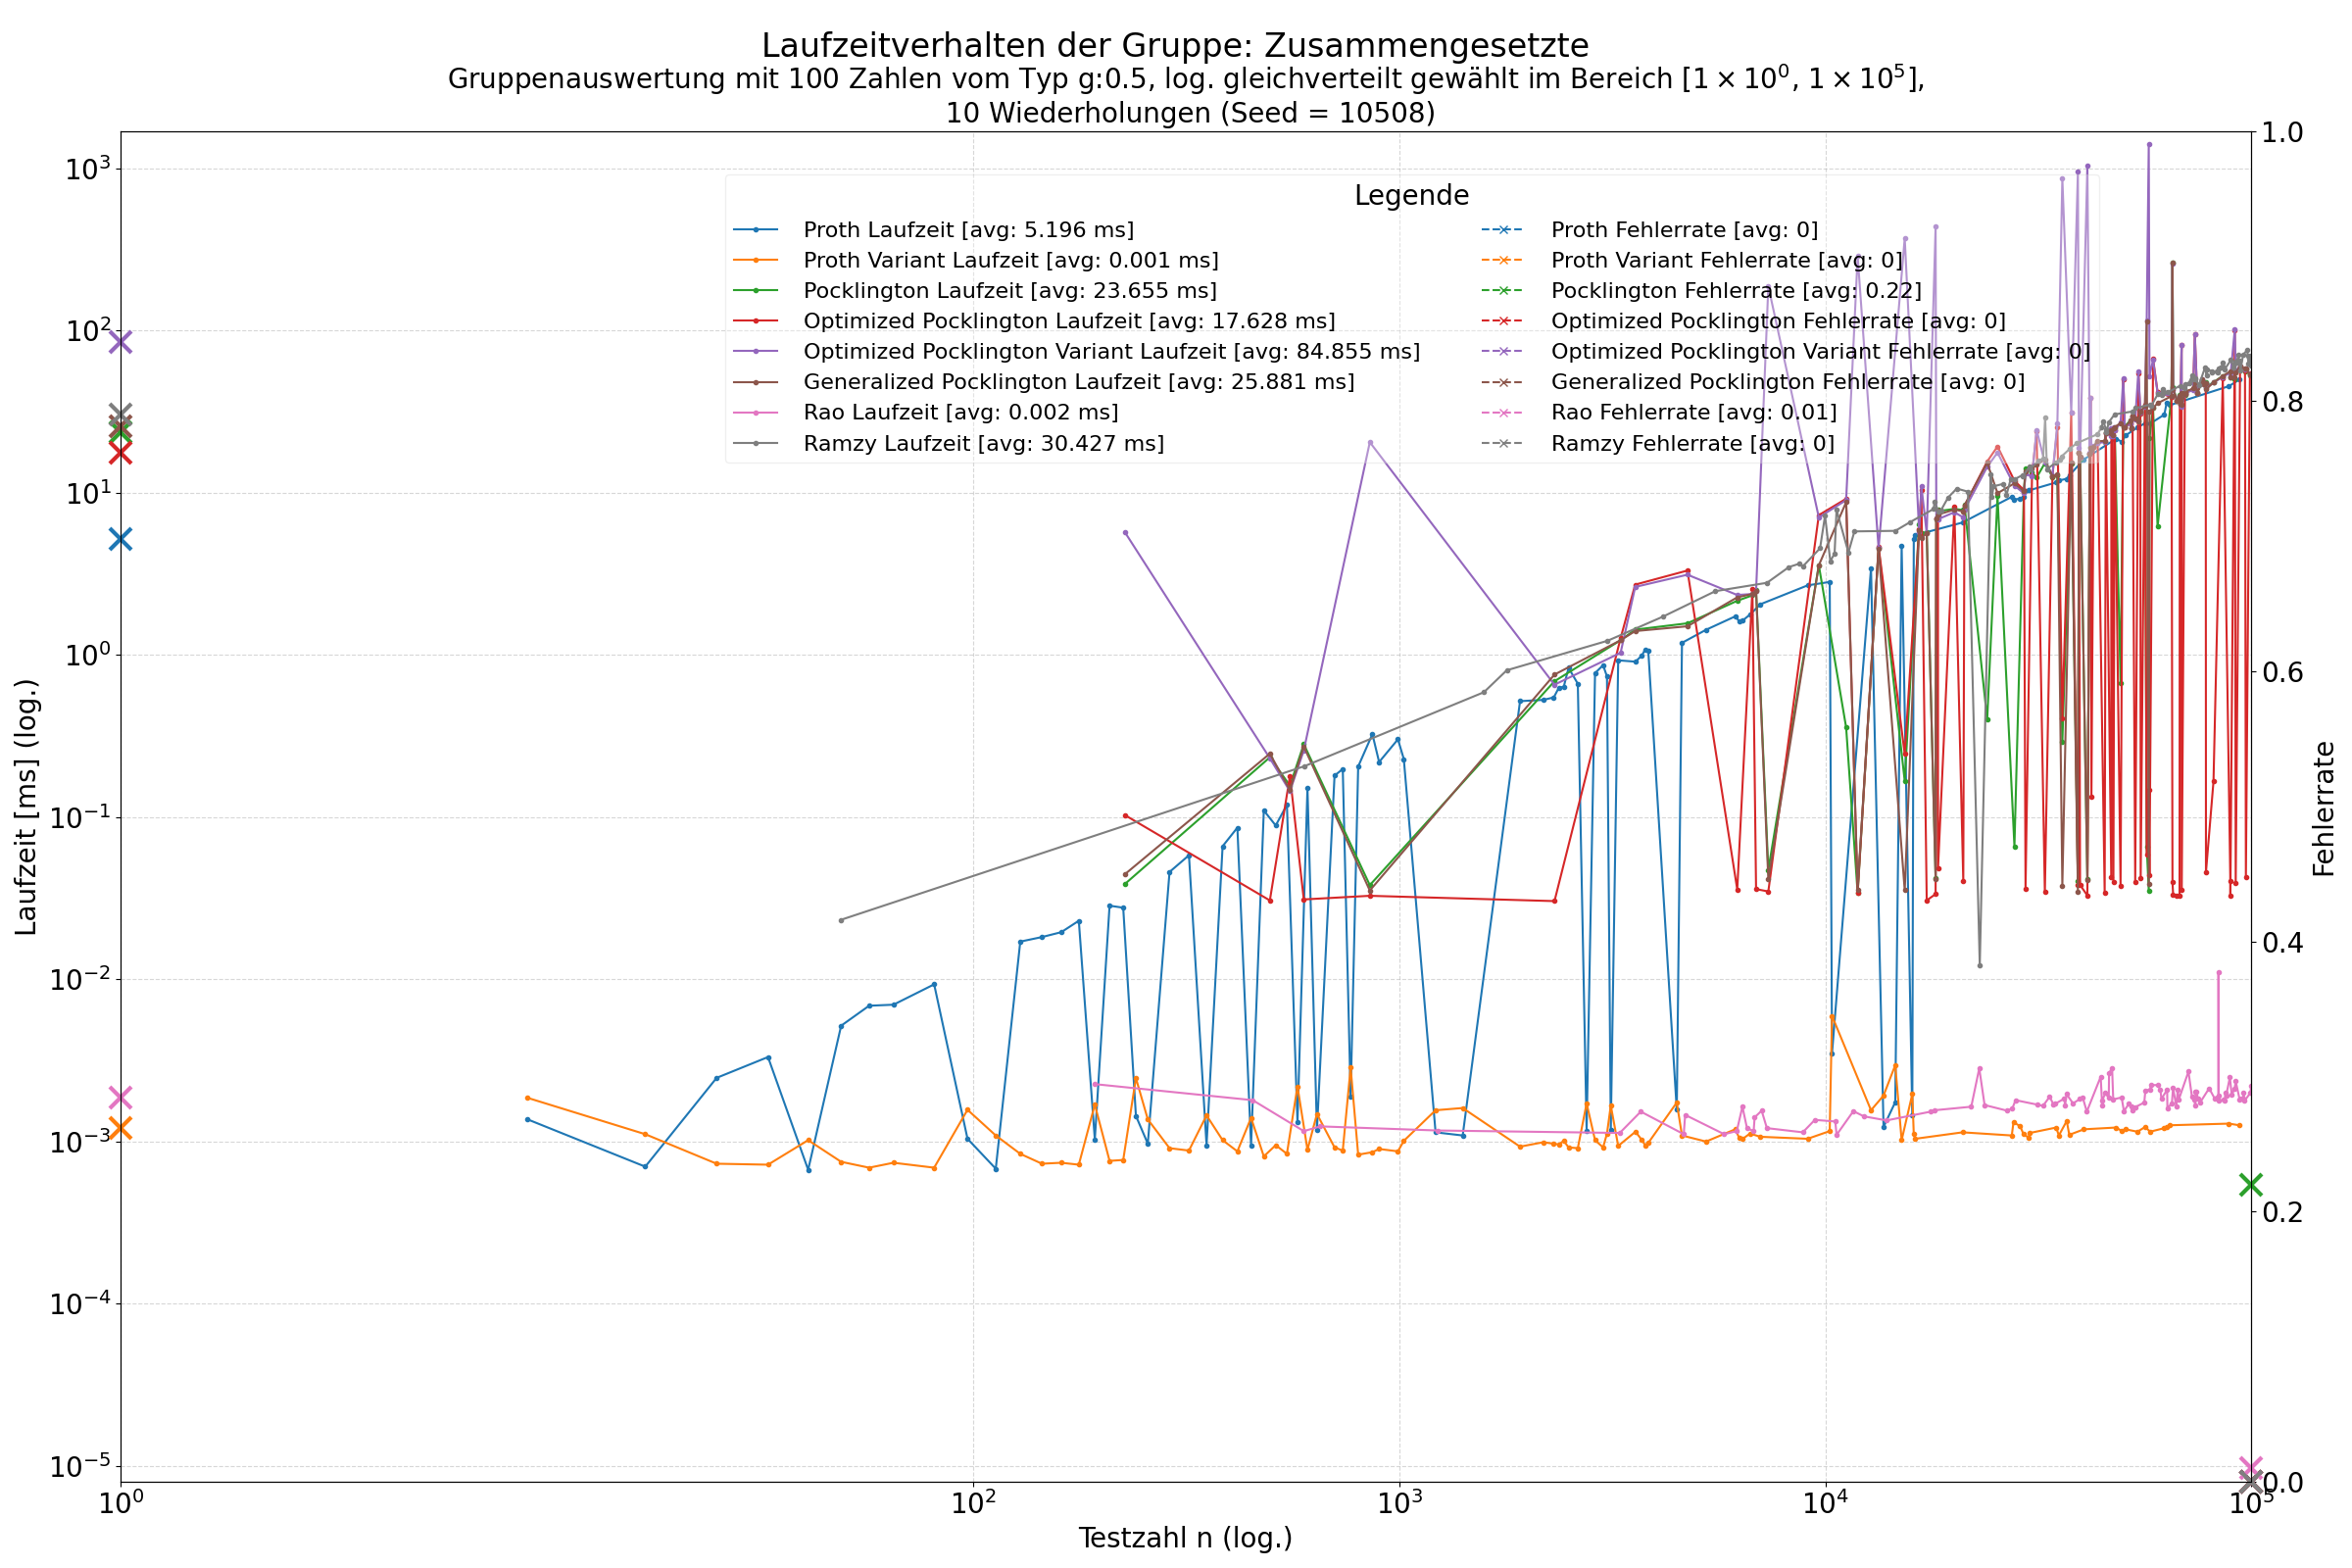 Laufzeitverhalten der Gruppe: Zusammengesetzte
Gruppenauswertung mit 100 Zahlen vom Typ g:0.5, log. gleichverteilt gewählt im Bereich [1 × 10⁰, 1 × 10⁵],
10 Wiederholungen (Seed = 10508)
Legende
Proth Laufzeit [avg: 5.196 ms]
Proth Variant Laufzeit [avg: 0.001 ms]
Pocklington Laufzeit [avg: 23.655 ms]
Optimized Pocklington Laufzeit [avg: 17.628 ms]
Optimized Pocklington Variant Laufzeit [avg: 84.855 ms]
Generalized Pocklington Laufzeit [avg: 25.881 ms]
Rao Laufzeit [avg: 0.002 ms]
Ramzy Laufzeit [avg: 30.427 ms]
Proth Fehlerrate [avg: 0]
Proth Variant Fehlerrate [avg: 0]
Pocklington Fehlerrate [avg: 0.22]
Optimized Pocklington Fehlerrate [avg: 0]
Optimized Pocklington Variant Fehlerrate [avg: 0]
Generalized Pocklington Fehlerrate [avg: 0]
Rao Fehlerrate [avg: 0.01]
Ramzy Fehlerrate [avg: 0]
Laufzeit [ms] (log.)
10³
10²
10¹
10⁰
10⁻¹
10⁻²
10⁻³
10⁻⁴
10⁻⁵
10⁰
10²
10³
10⁴
10⁵
Testzahl n (log.)
1.0
0.8
0.6
0.4
0.2
0.0
Fehlerrate